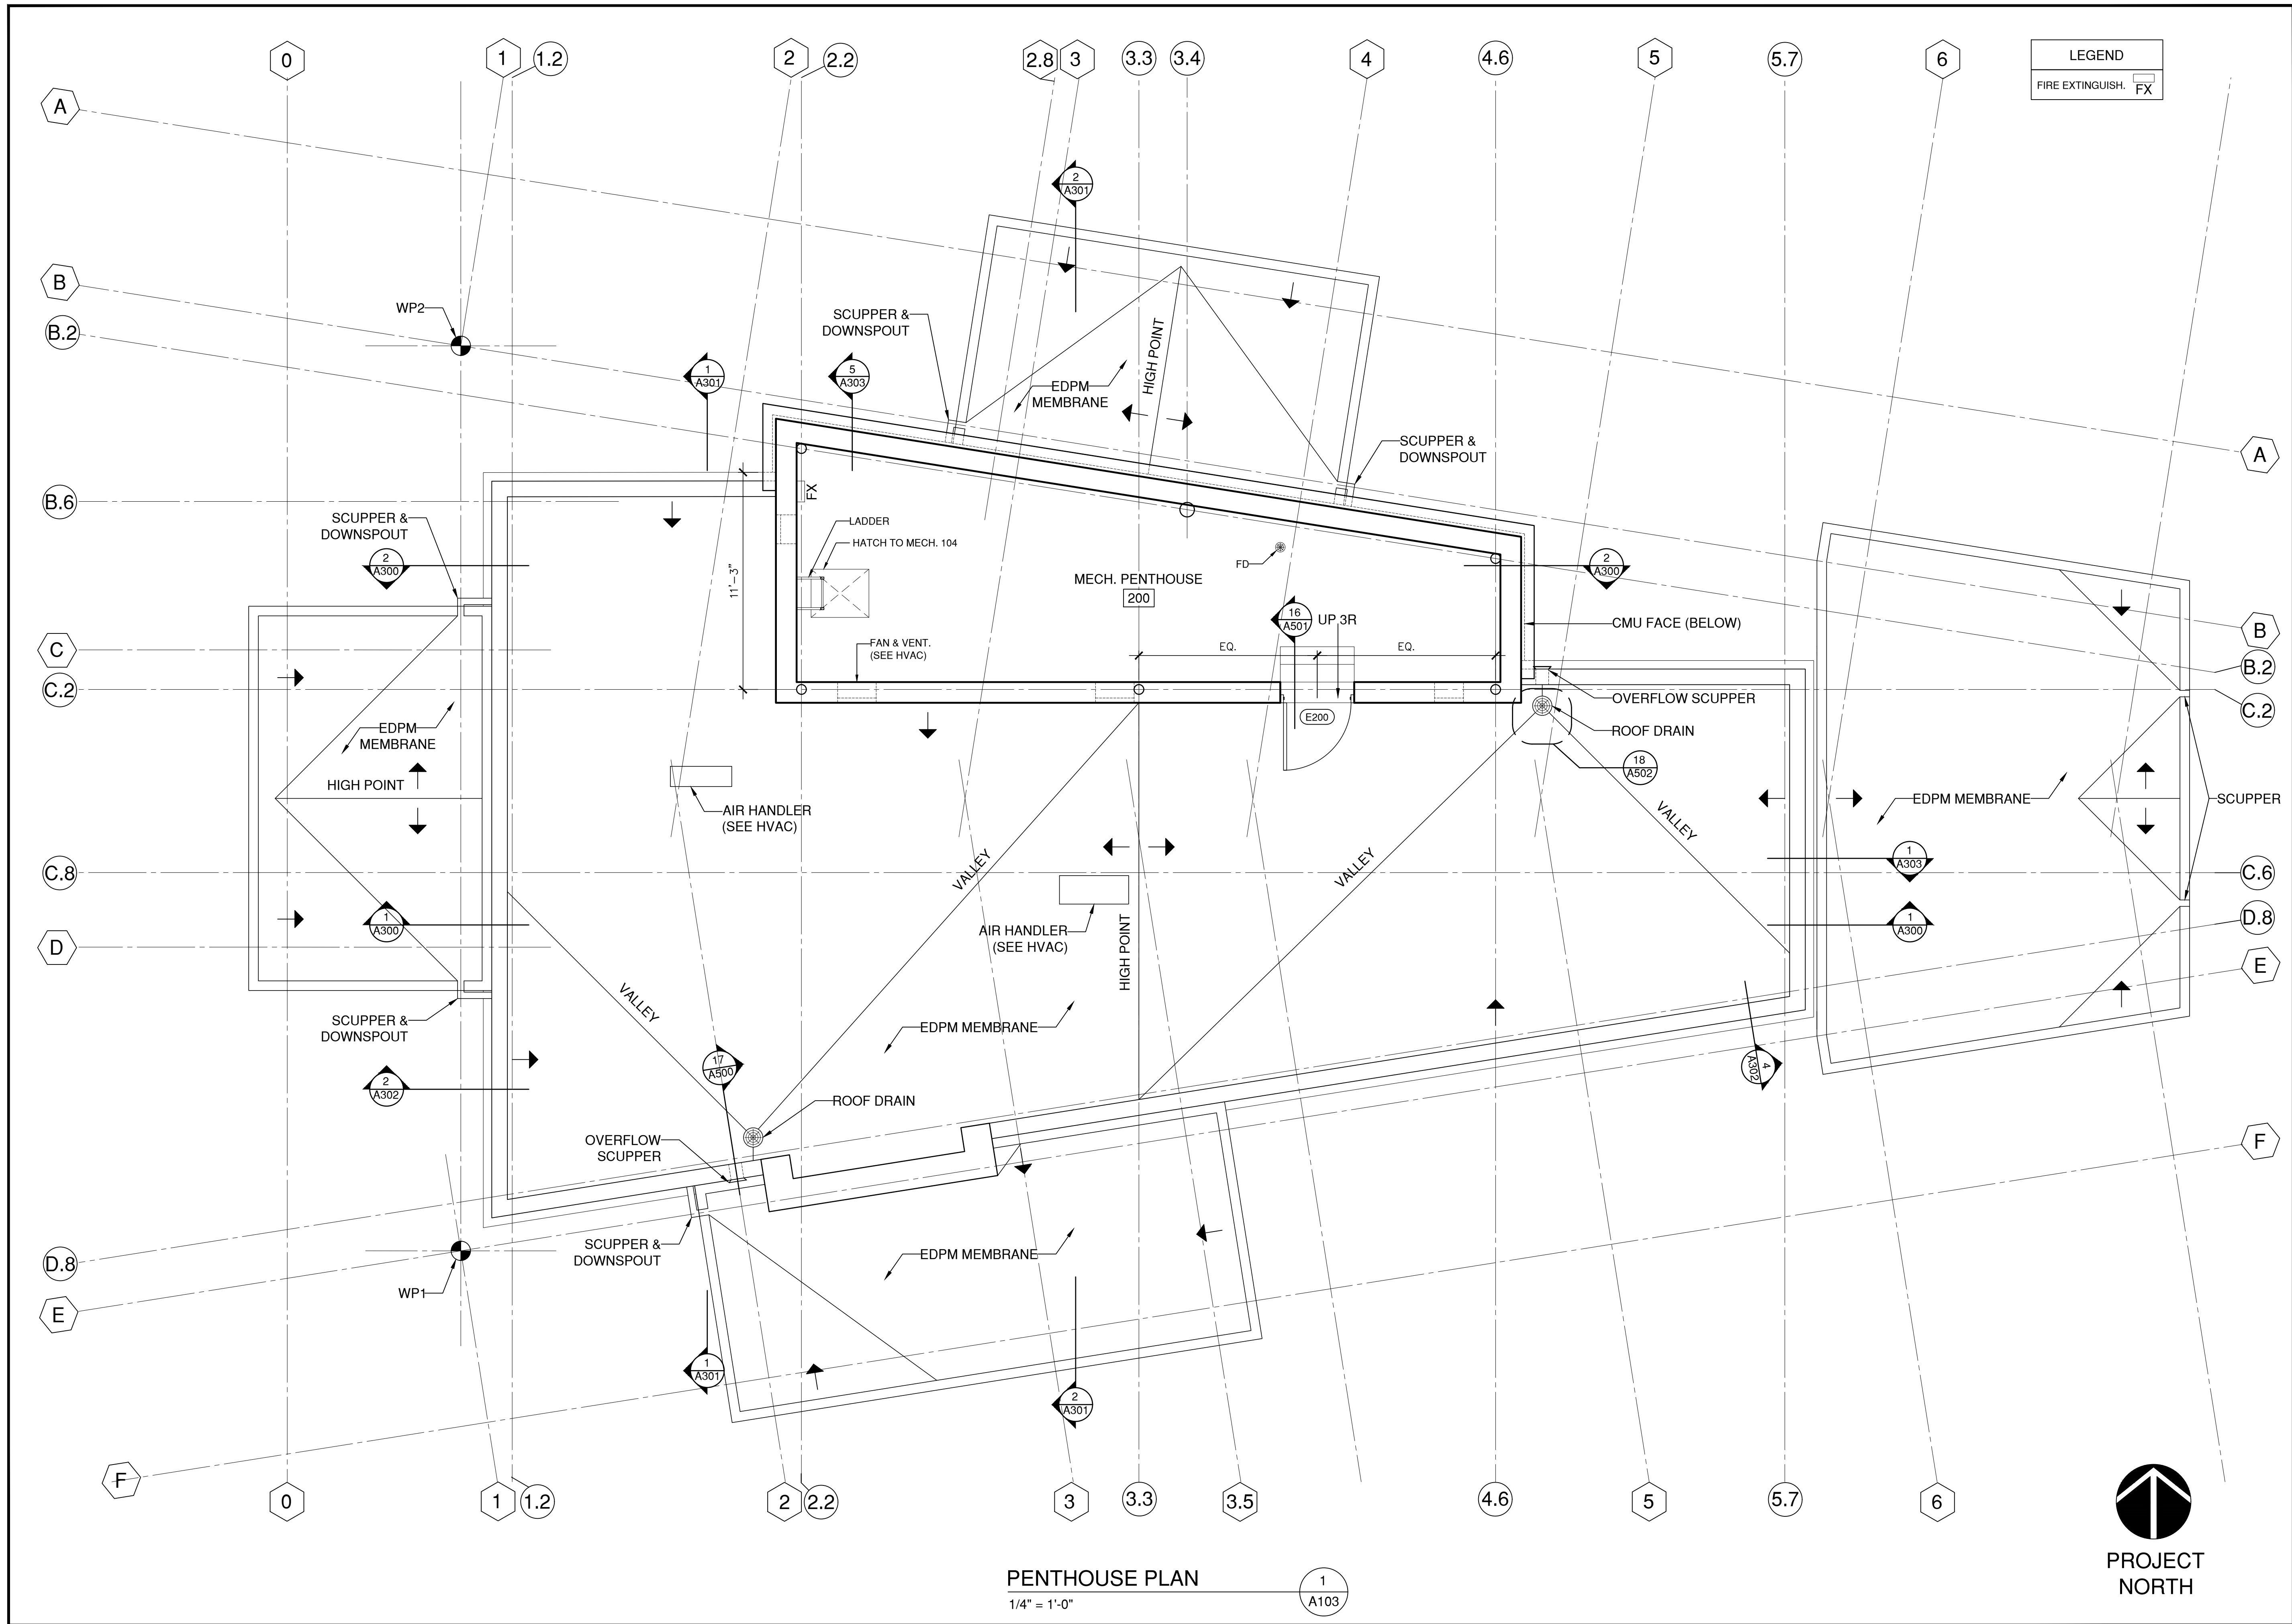 0
1
1.2
2
2.2
2.8
3
3.3
3.4
4
4.6
5
5.7
6
LEGEND
FIRE EXTINGUISH.
FX
A
B
B.2
B.6
C
C.2
C.8
D
D.8
E
F
A
B
B.2
C.2
C.6
D.8
E
F
2
A301
WP2
SCUPPER &
DOWNSPOUT
HIGH POINT
EDPM
MEMBRANE
1
A301
5
A303
SCUPPER &
DOWNSPOUT
FX
LADDER
HATCH TO MECH. 104
SCUPPER &
DOWNSPOUT
2
A300
11'-3"
FD
MECH. PENTHOUSE
200
2
A300
16
A501
UP 3R
CMU FACE (BELOW)
FAN & VENT.
(SEE HVAC)
EQ.
EQ.
E200
OVERFLOW SCUPPER
ROOF DRAIN
18
A502
EDPM
MEMBRANE
HIGH POINT
AIR HANDLER
(SEE HVAC)
VALLEY
VALLEY
VALLEY
EDPM MEMBRANE
SCUPPER
1
A303
1
A300
1
A300
AIR HANDLER
(SEE HVAC)
HIGH POINT
VALLEY
SCUPPER &
DOWNSPOUT
EDPM MEMBRANE
17
A500
4
A302
2
A302
ROOF DRAIN
OVERFLOW
SCUPPER
SCUPPER &
DOWNSPOUT
EDPM MEMBRANE
WP1
1
A301
2
A301
0
1
1.2
2
2.2
3
3.3
3.5
4.6
5
5.7
6
PROJECT
NORTH
PENTHOUSE PLAN
1/4" = 1'-0"
1
A103